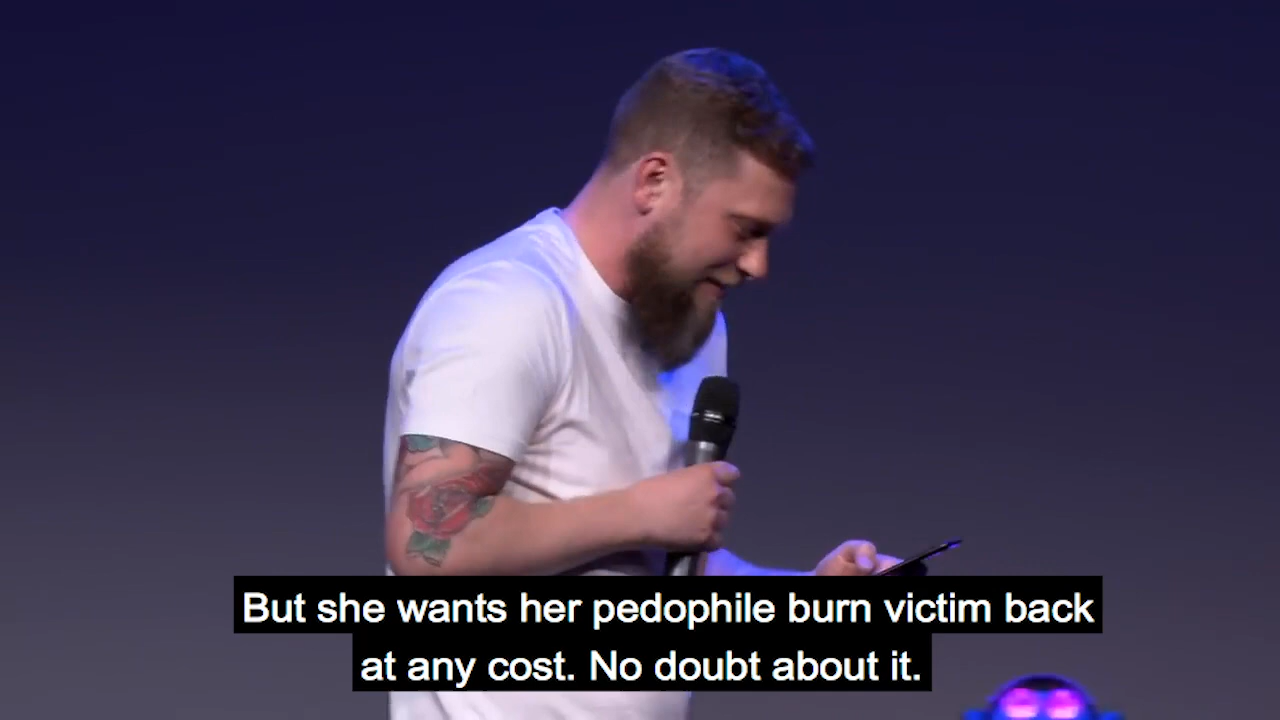 But she wants her pedophile burn victim back
at any cost. No doubt about it.